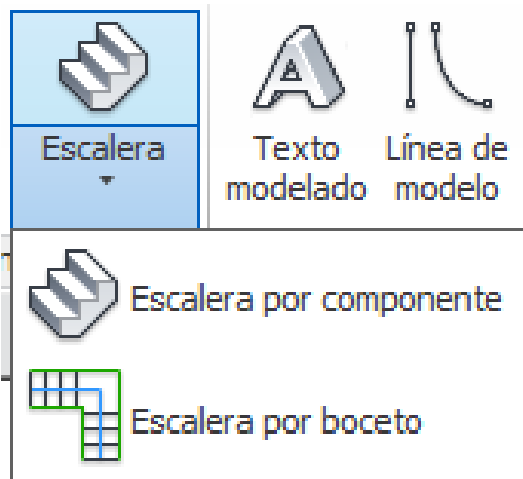 Escalera
Texto
modelado
Línea de
modelo
Escalera por componente
Escalera por boceto